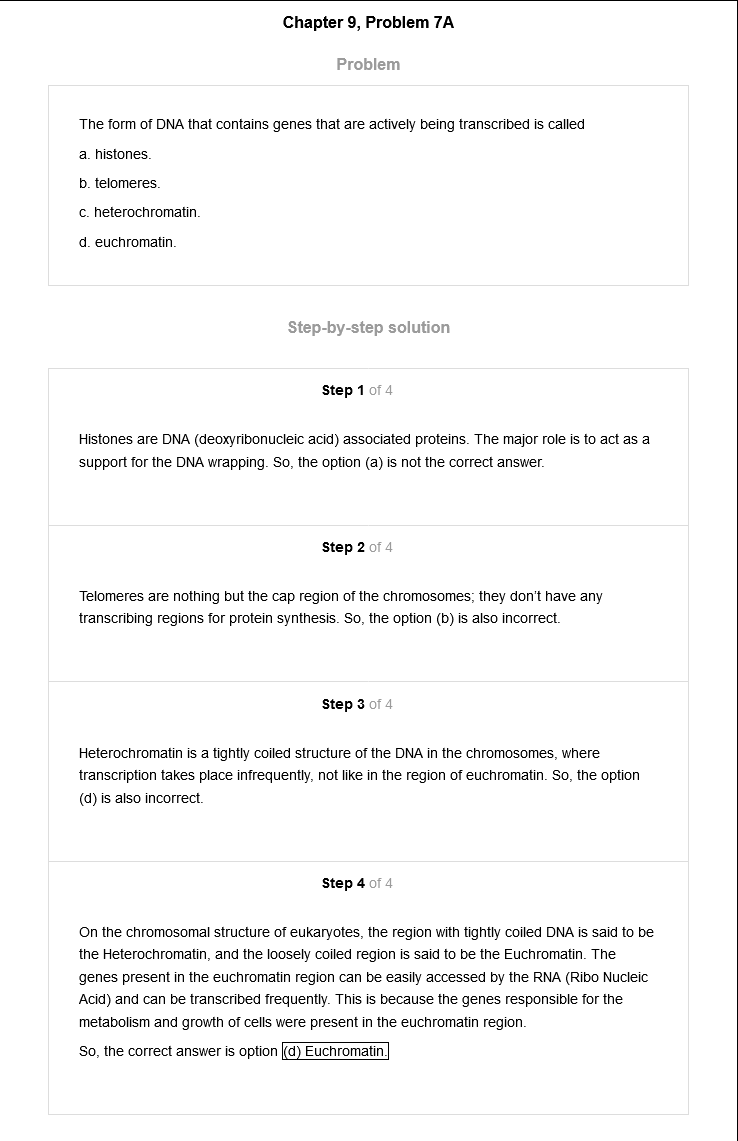 Chapter 9, Problem 7A
Problem
The form of DNA that contains genes that are actively being transcribed is called
a. histones.
b. telomeres.
c. heterochromatin.
d. euchromatin.
Step-by-step solution
Step 1 of 4
Histones are DNA (deoxyribonucleic acid) associated proteins. The major role is to act as a
support for the DNA wrapping. So, the option (a) is not the correct answer.
Step 2 of 4
Telomeres are nothing but the cap region of the chromosomes; they don't have any
transcribing regions for protein synthesis. So, the option (b) is also incorrect.
Step 3 of 4
Heterochromatin is a tightly coiled structure of the DNA in the chromosomes, where
transcription takes place infrequently, not like in the region of euchromatin. So, the option
(d) is also incorrect.
Step 4 of 4
On the chromosomal structure of eukaryotes, the region with tightly coiled DNA is said to be
the Heterochromatin, and the loosely coiled region is said to be the Euchromatin. The
genes present in the euchromatin region can be easily accessed by the RNA (Ribo Nucleic
Acid) and can be transcribed frequently. This is because the genes responsible for the
metabolism and growth of cells were present in the euchromatin region.
So, the correct answer is option (d) Euchromatin.